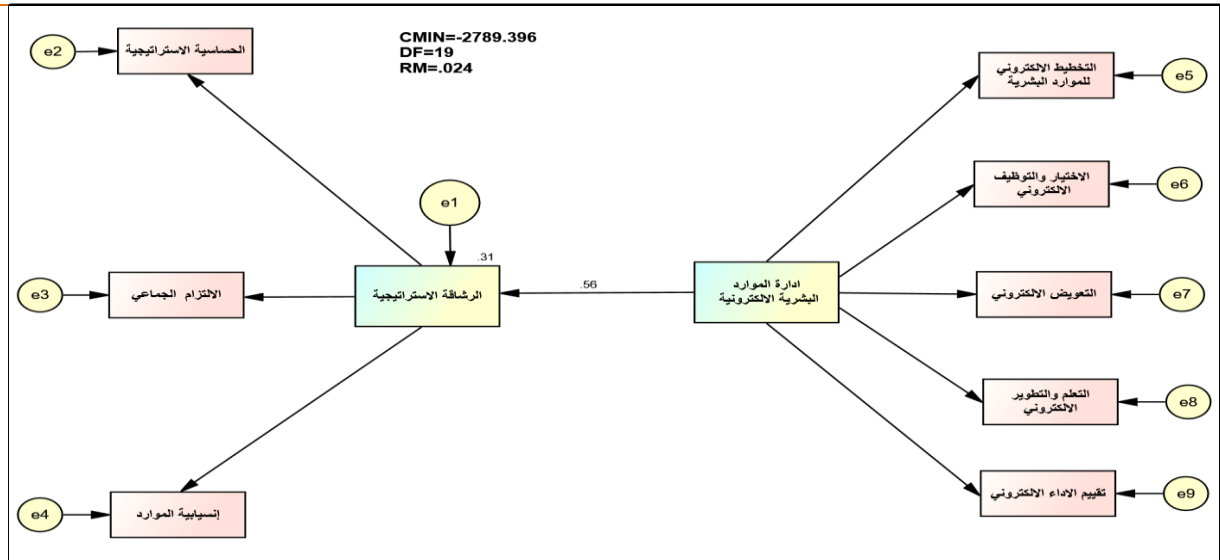 CMIN=-2789.396
DF=19
RM=.024
e2
الحساسية الاستراتيجية
التخطيط الالكتروني
للموارد البشرية
e5
الاختيار والتوظيف
الالكتروني
e6
e1
.31
الرشاقة الاستراتيجية
.56
ادارة الموارد
البشرية الالكترونية
e3
الالتزام الجماعي
التعويض الالكتروني
e7
التعلم والتطوير
الالكتروني
e8
e4
إنسيابية الموارد
تقييم الاداء الالكتروني
e9